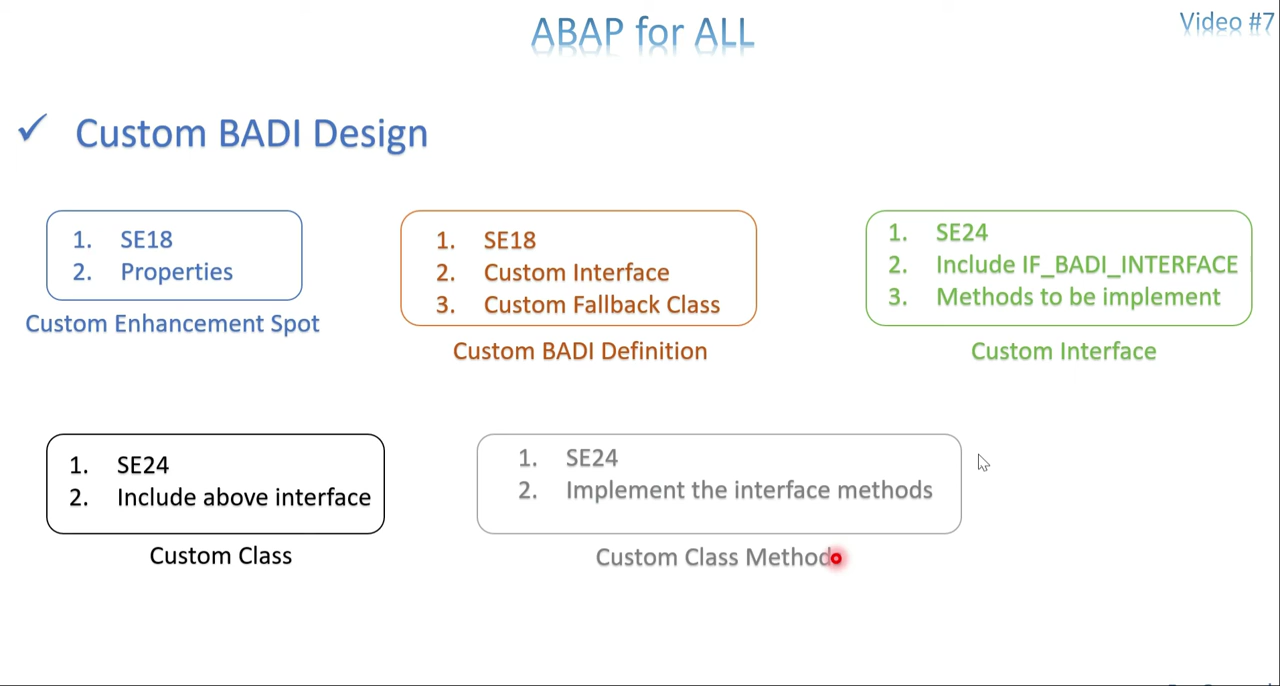 ABAP for ALL
Video #7
✓ Custom BADI Design
1. SE18
2. Properties
Custom Enhancement Spot
1. SE18
2. Custom Interface
3. Custom Fallback Class
Custom BADI Definition
1. SE24
2. Include IF_BADI_INTERFACE
3. Methods to be implement
Custom Interface
1. SE24
2. Include above interface
Custom Class
1. SE24
2. Implement the interface methods
Custom Class Method